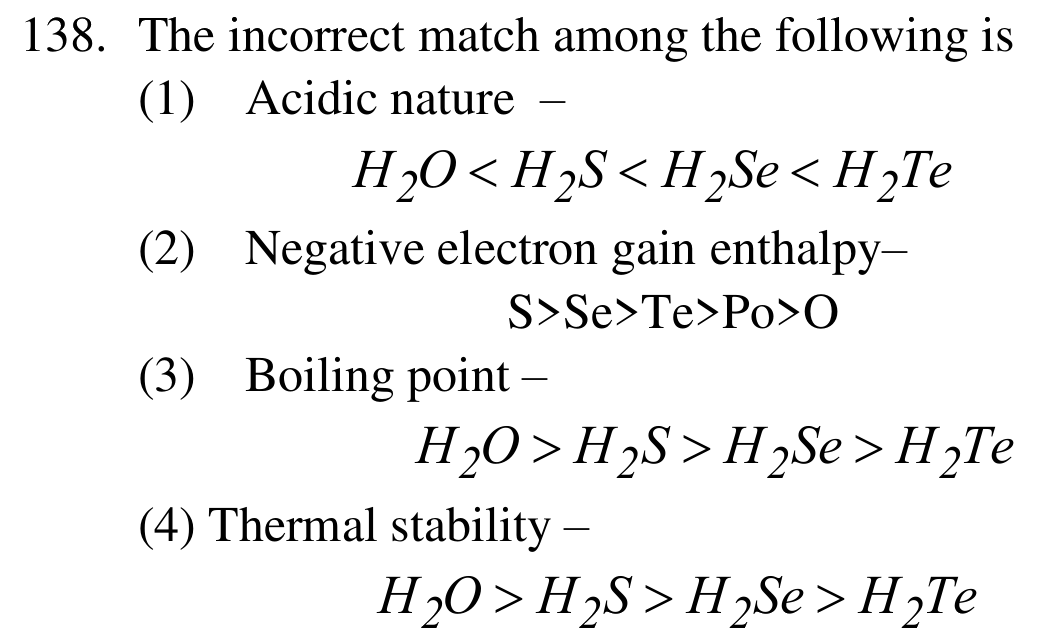 138. The incorrect match among the following is
(1) Acidic nature –
H₂O < H₂S < H₂Se < H₂Te
(2) Negative electron gain enthalpy–
S>Se>Te>Po>O
(3) Boiling point –
H₂O > H₂S > H₂Se > H₂Te
(4) Thermal stability –
H₂O > H₂S > H₂Se > H₂Te